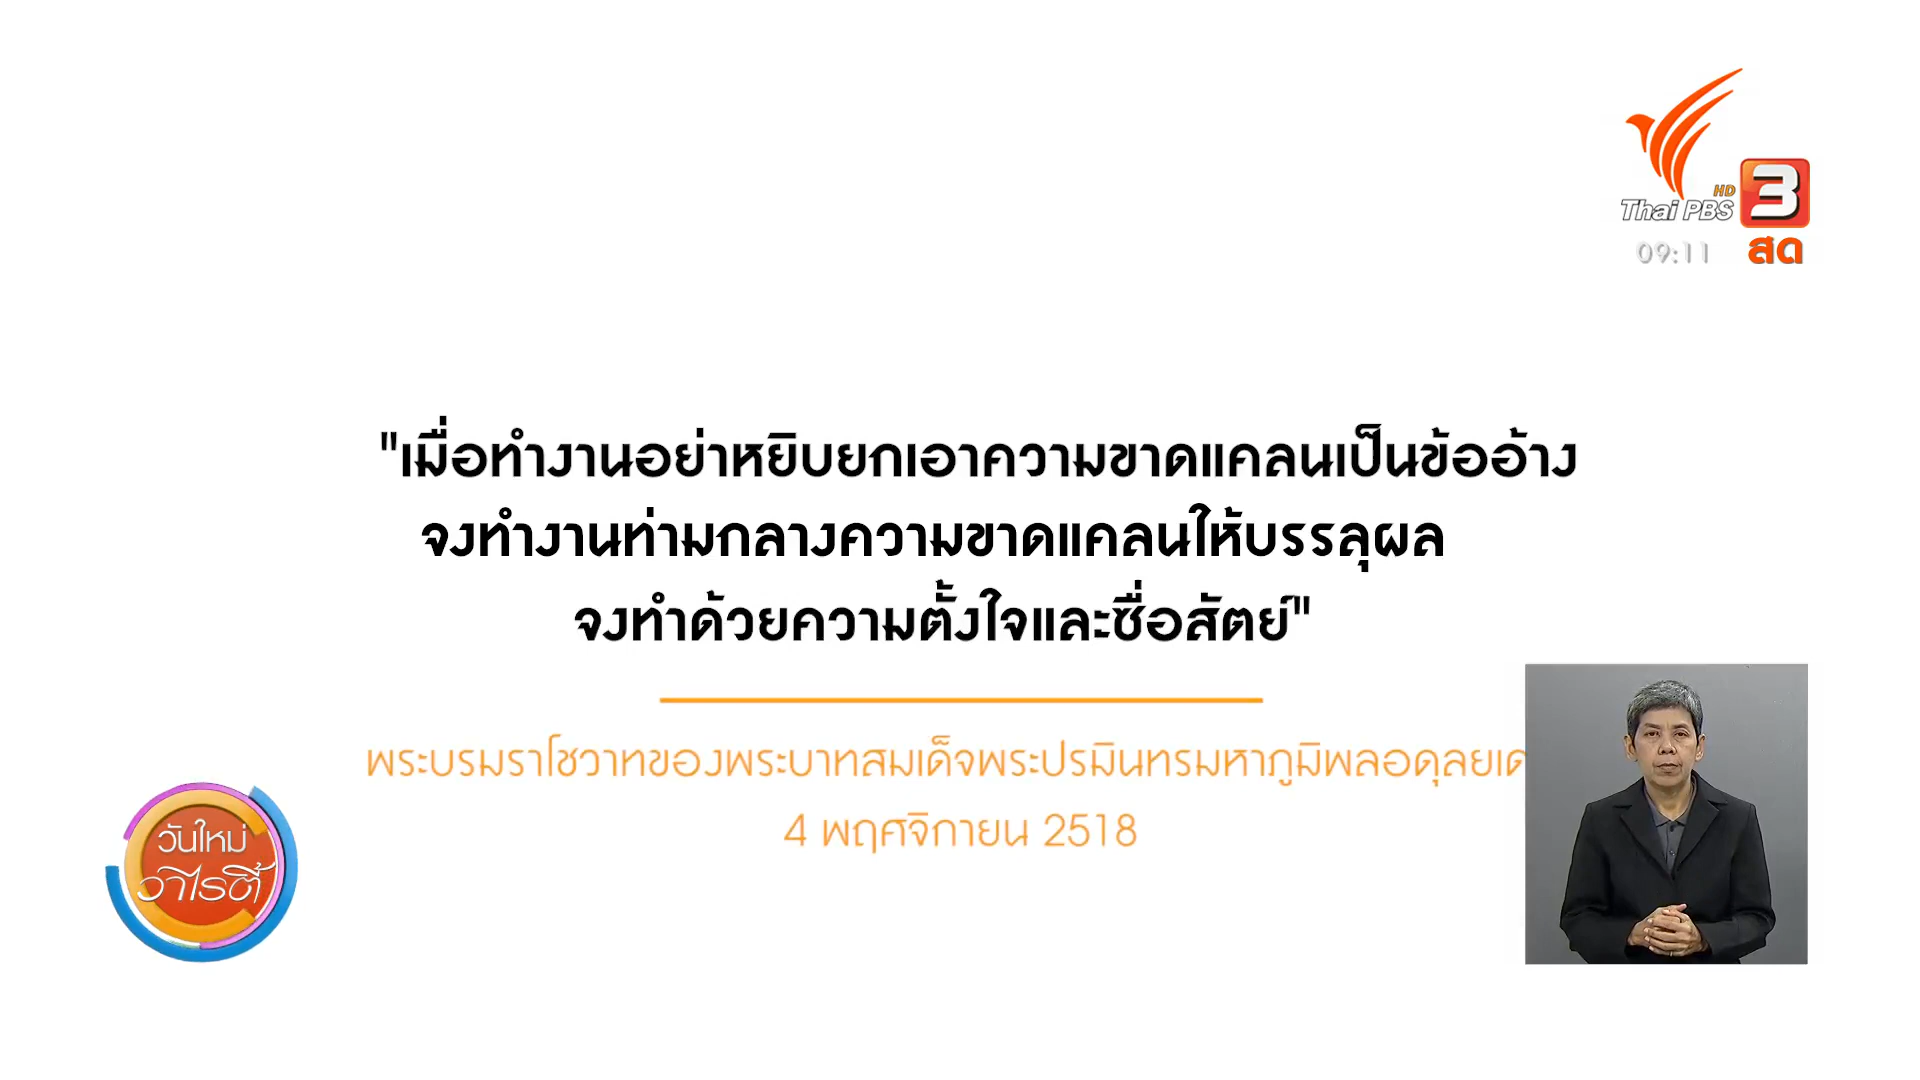 HD
Thai PBS
3
09:11
สด
"เมื่อทำงานอย่าหยิบยกเอาความขาดแคลนเป็นข้ออ้าง
จงทำงานท่ามกลางความขาดแคลนให้บรรลุผล
จงทำด้วยความตั้งใจและซื่อสัตย์"
พระบรมราโชวาทของพระบาทสมเด็จพระปรมินทรมหาภูมิพลอดุลยเด
4 พฤศจิกายน 2518
วันใหม่
วาไรตี้